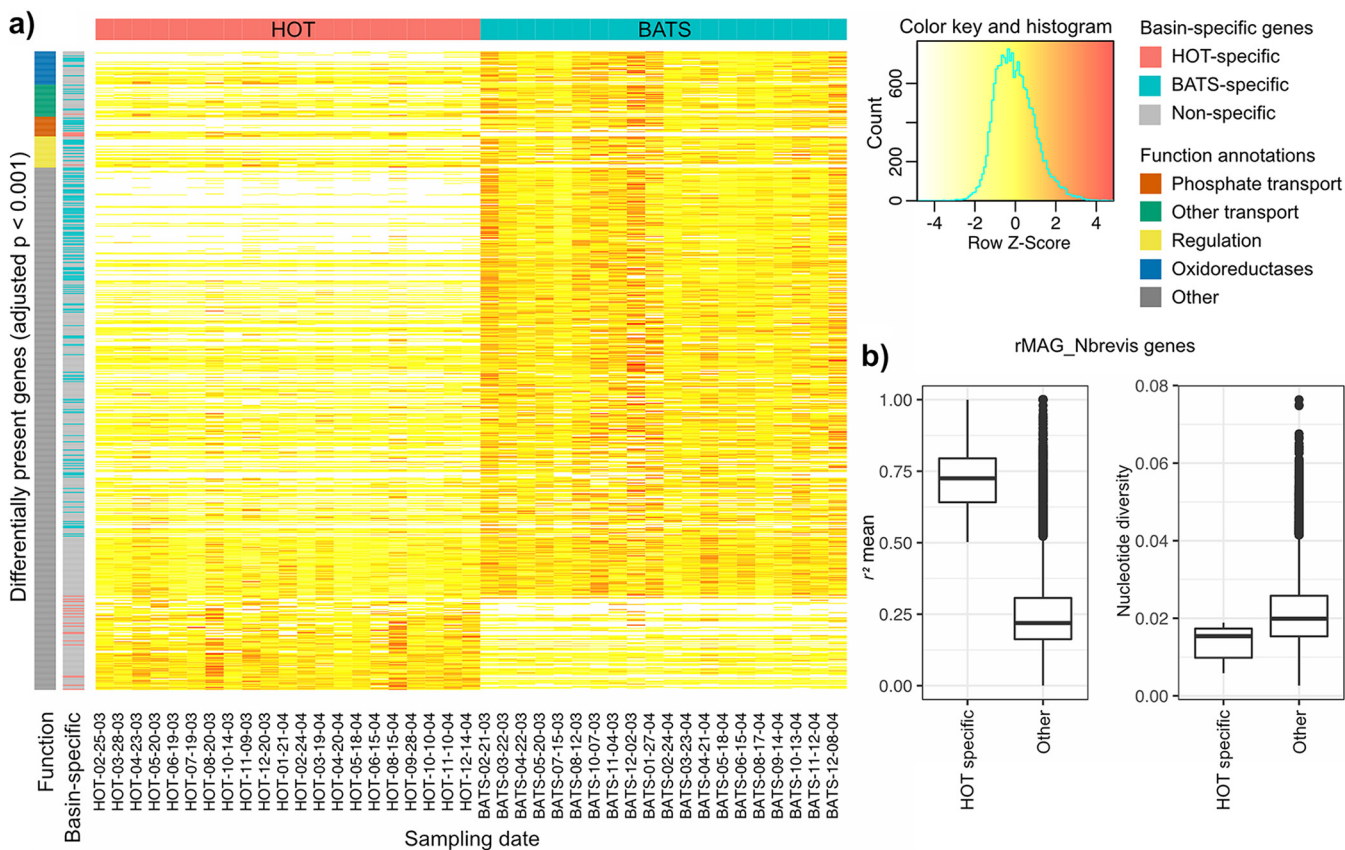 a)
HOT
BATS
Differentially present genes (adjusted p < 0.001)
Function
Basin-specific
HOT-02-25-03
HOT-03-28-03
HOT-04-23-03
HOT-05-20-03
HOT-06-19-03
HOT-07-19-03
HOT-08-20-03
HOT-10-14-03
HOT-11-09-03
HOT-12-20-03
HOT-01-21-04
HOT-02-24-04
HOT-03-19-04
HOT-04-20-04
HOT-05-18-04
HOT-06-15-04
HOT-08-15-04
HOT-09-28-04
HOT-10-10-04
HOT-11-10-04
HOT-12-14-04
BATS-02-21-03
BATS-03-22-03
BATS-04-22-03
BATS-05-20-03
BATS-07-15-03
BATS-08-12-03
BATS-10-07-03
BATS-11-04-03
BATS-12-02-03
BATS-01-27-04
BATS-02-24-04
BATS-03-23-04
BATS-04-21-04
BATS-05-18-04
BATS-06-15-04
BATS-08-17-04
BATS-09-14-04
BATS-10-13-04
BATS-11-12-04
BATS-12-08-04
Sampling date
Color key and histogram
Count
0
200
600
-4
-2
0
2
4
Row Z-Score
Basin-specific genes
HOT-specific
BATS-specific
Non-specific
Function annotations
Phosphate transport
Other transport
Regulation
Oxidoreductases
Other
b)
rMAG_Nbrevis genes
r² mean
1.00
0.75
0.50
0.25
0.00
HOT specific
Other
Nucleotide diversity
0.08
0.06
0.04
0.02
0.00
HOT specific
Other